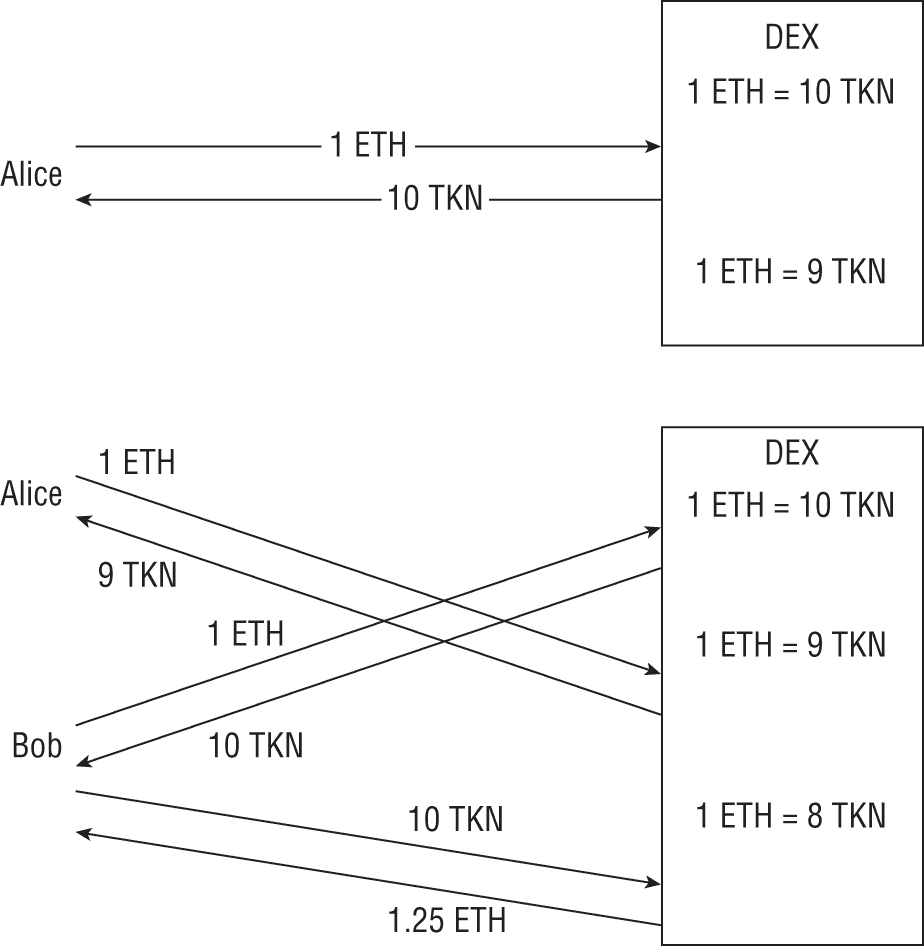 DEX
1 ETH = 10 TKN
1 ETH
Alice
10 TKN
1 ETH = 9 TKN
DEX
1 ETH
Alice
1 ETH = 10 TKN
9 TKN
1 ETH
1 ETH = 9 TKN
Bob
10 TKN
10 TKN
1 ETH = 8 TKN
1.25 ETH